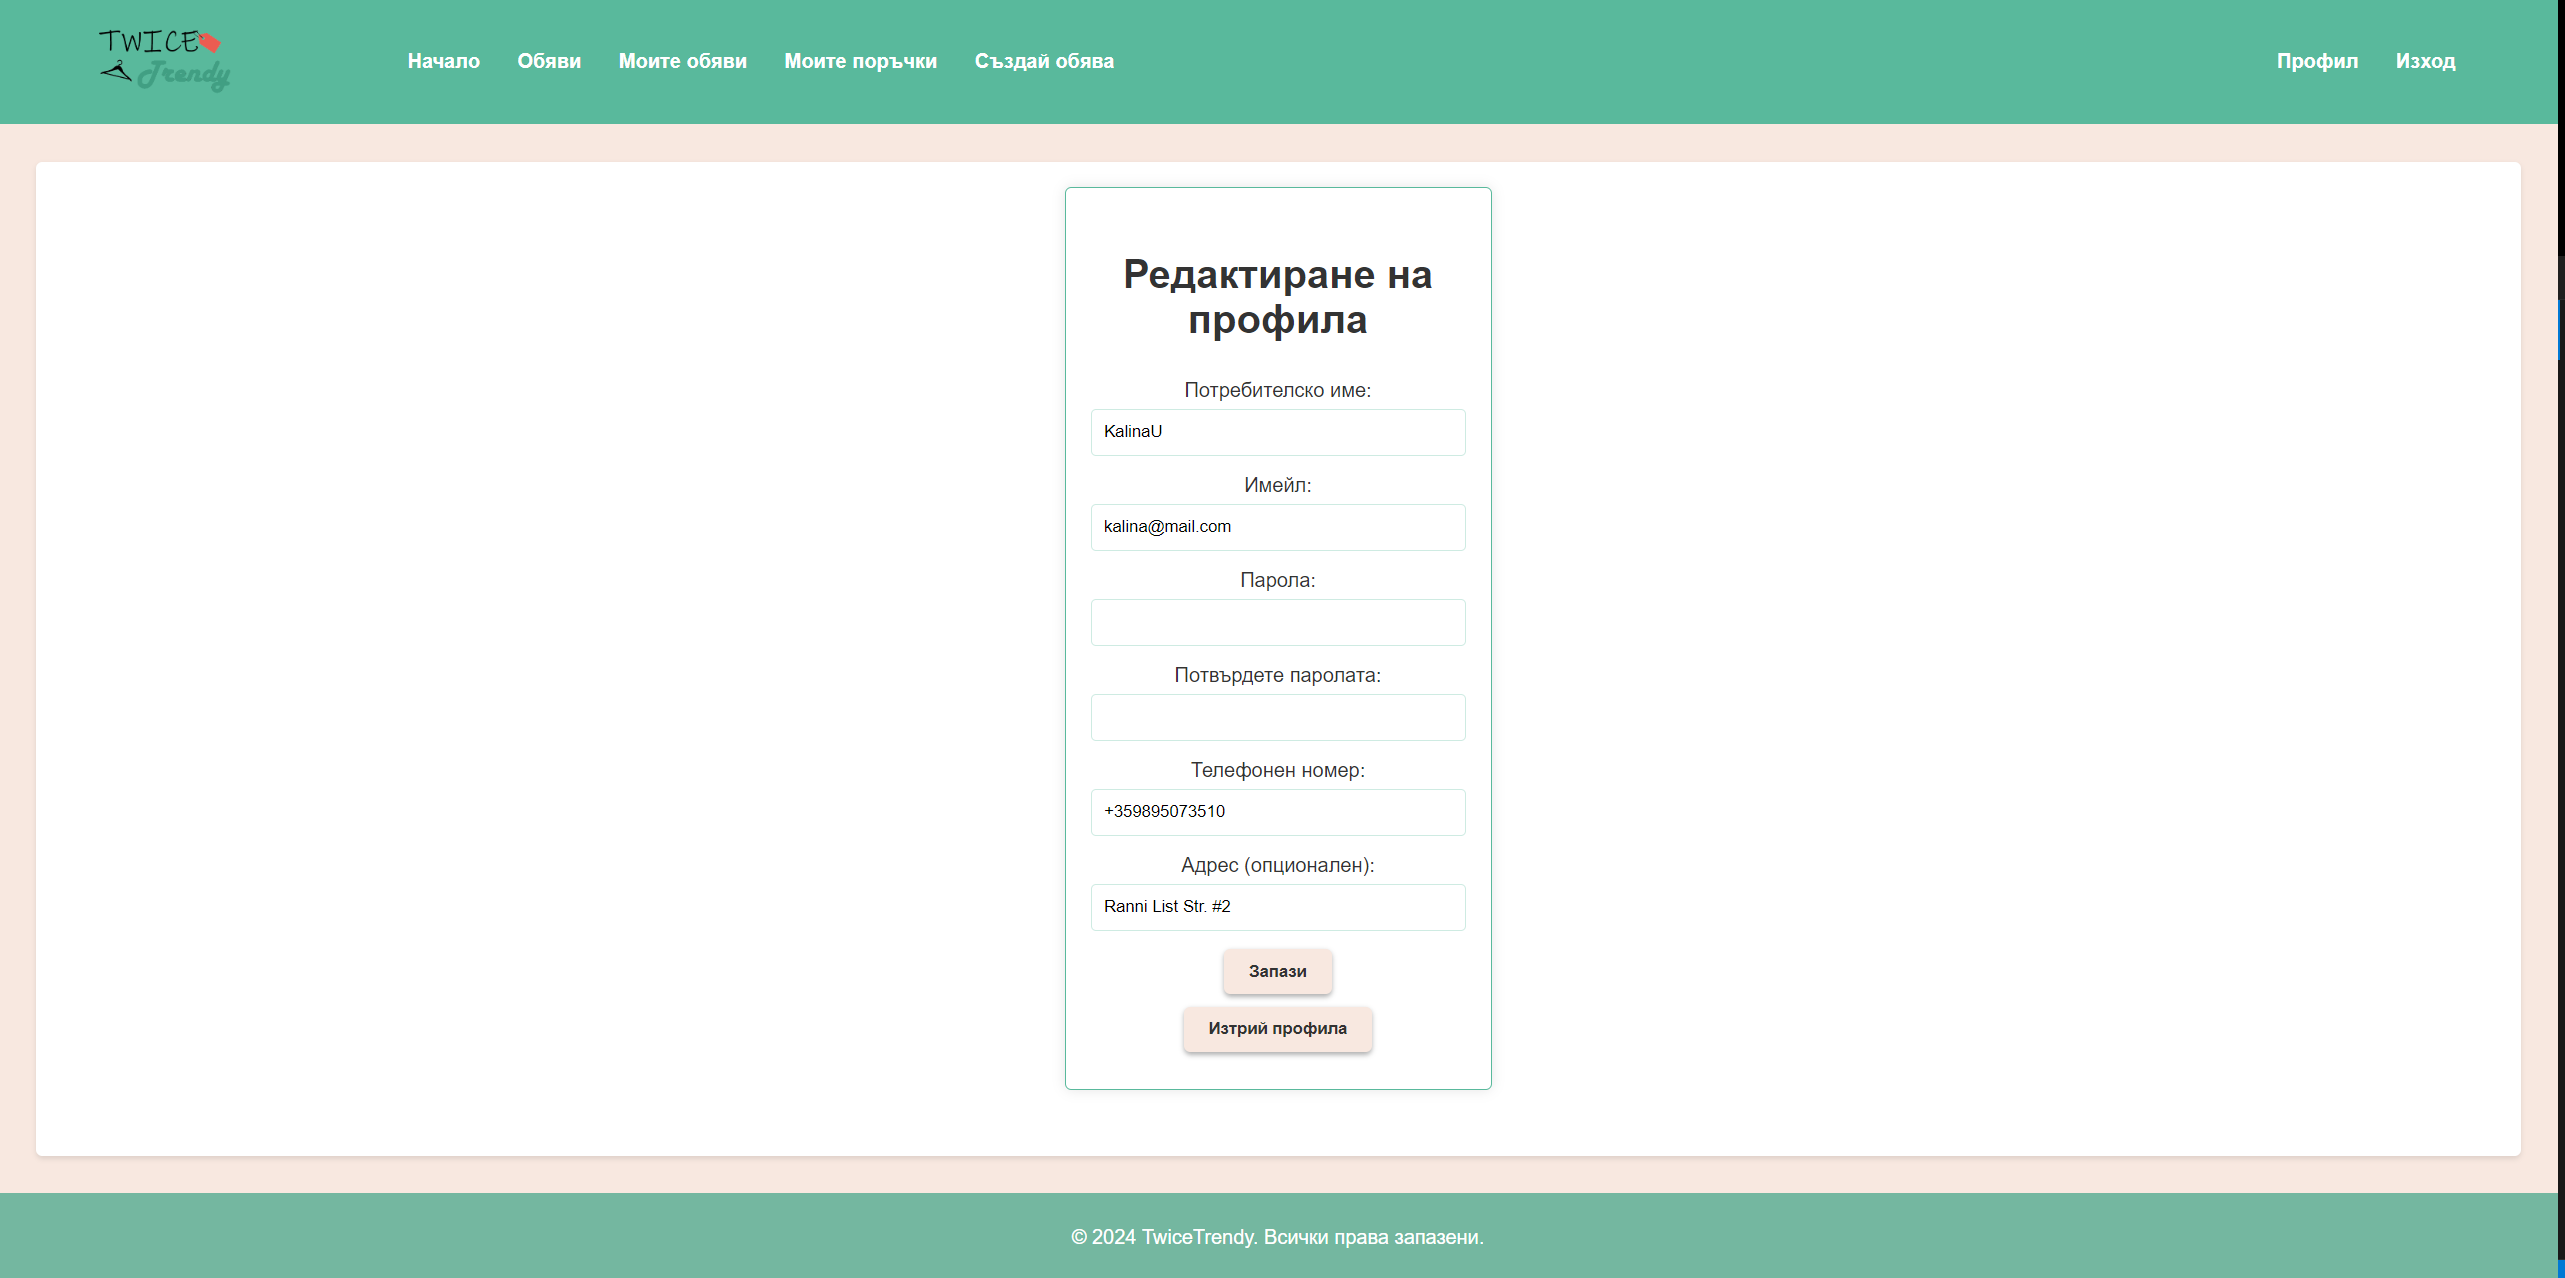 TWICE
Trendy
Начало Обяви Моите обяви Моите поръчки Създай обява Профил Изход
Редактиране на
профила
Потребителско име:
KalinaU
Имейл:
kalina@mail.com
Парола:
Потвърдете паролата:
Телефонен номер:
+359895073510
Адрес (опционален):
Ranni List Str. #2
Запази
Изтрий профила
© 2024 TwiceTrendy. Всички права запазени.